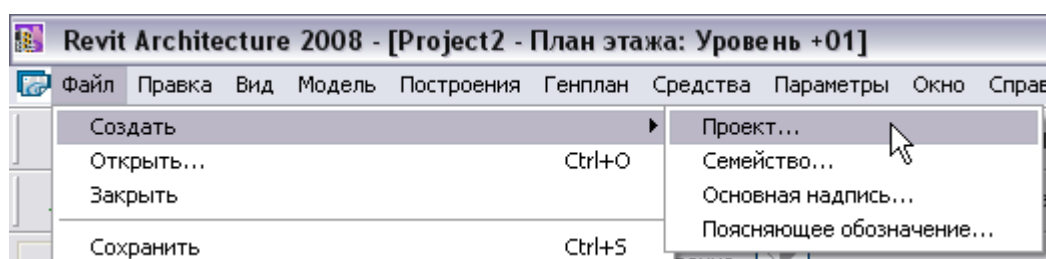 Revit Architecture 2008 - [Project2 - План этажа: Уровень +01]
Файл Правка Вид Модель Построения Генплан Средства Параметры Окно Справ
Создать Проект...
Открыть... Ctrl+O Семейство...
Закрыть Основная надпись...
Поясняющее обозначение...
Сохранить Ctrl+S